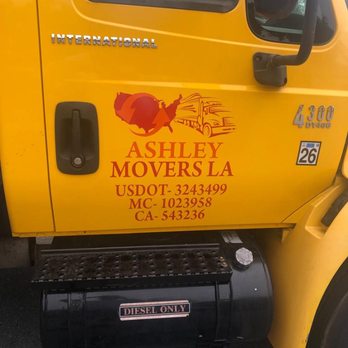 INTERNATIONAL
4300
ASHLEY
MOVERS LA
USDOT- 3243499
MC- 1023958
CA- 543236
26
DIESEL ONLY